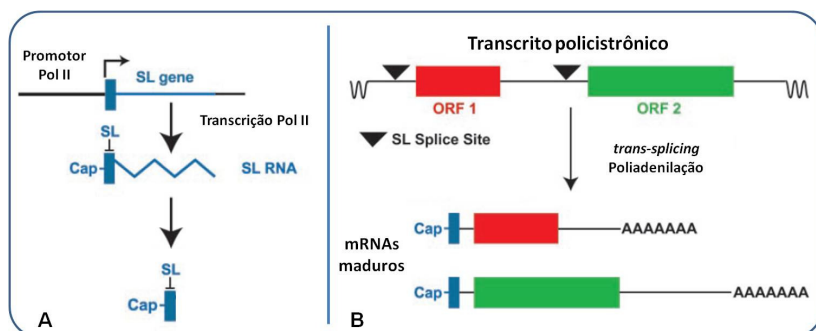 Promotor
Pol II
SL gene
Transcrição Pol II
SL
Cap
SL RNA
SL
Cap
A
Transcrito policistrônico
ORF 1
ORF 2
SL Splice Site
trans-splicing
Poliadenilação
mRNAs
maduros
Cap
AAAAAAA
Cap
AAAAAAA
B